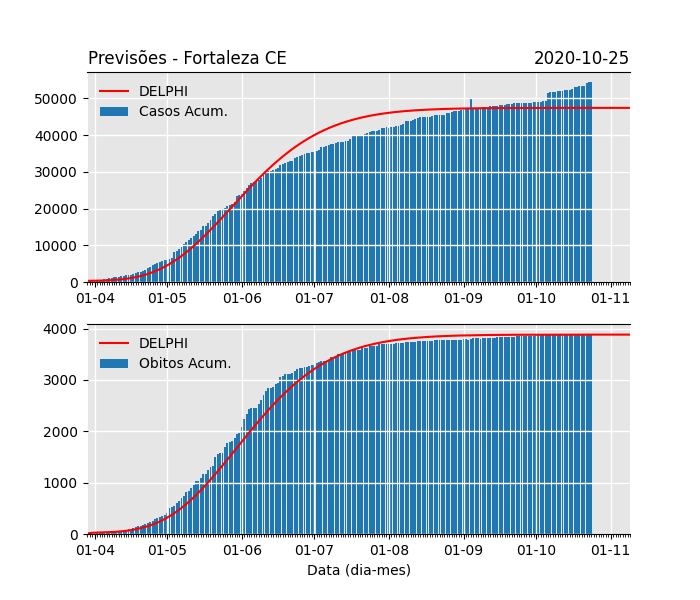 Previsões - Fortaleza CE 2020-10-25
DELPHI
Casos Acum.
50000
40000
30000
20000
10000
0
01-04 01-05 01-06 01-07 01-08 01-09 01-10 01-11
DELPHI
Obitos Acum.
4000
3000
2000
1000
0
01-04 01-05 01-06 01-07 01-08 01-09 01-10 01-11
Data (dia-mes)